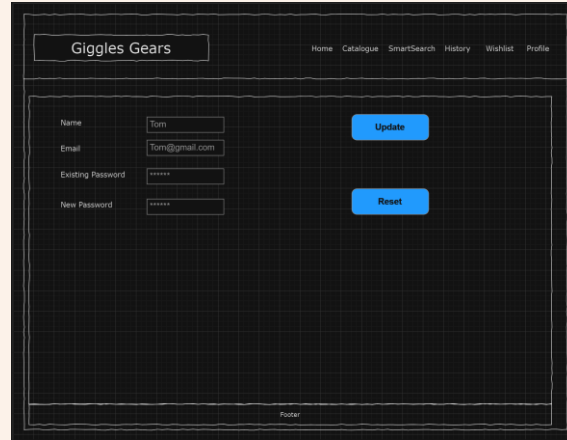 Giggles Gears
Home Catalogue SmartSearch History Wishlist Profile
Name Tom
Update
Email Tom@gmail.com
Existing Password ******
New Password ******
Reset
Footer